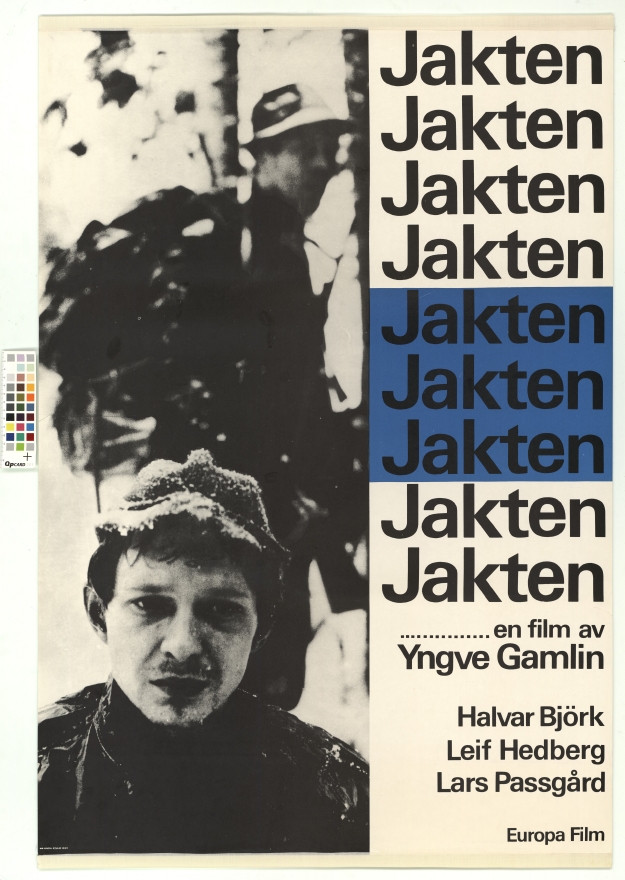 Jakten
Jakten
Jakten
Jakten
Jakten
Jakten
Jakten
Jakten
Jakten
................en film av
Yngve Gamlin
Halvar Björk
Leif Hedberg
Lars Passgård
Europa Film
QPCARD